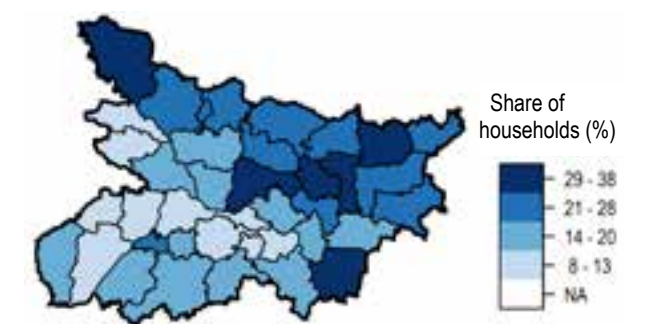 Share of
households (%)
29 - 38
21 - 28
14 - 20
8 - 13
NA